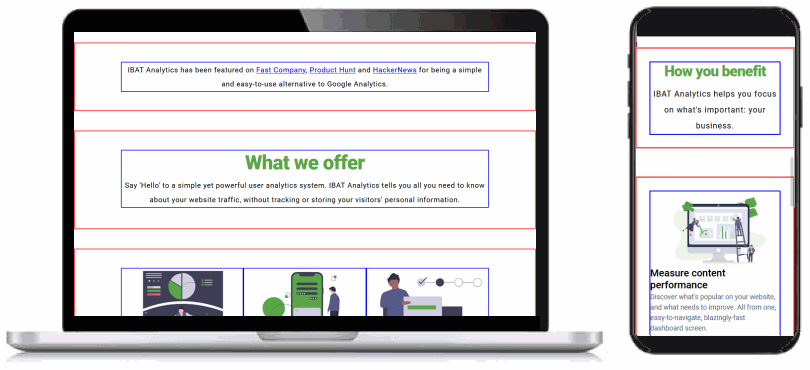 IBAT Analytics has been featured on Fast Company, Product Hunt and HackerNews for being a simple
and easy-to-use alternative to Google Analytics.
What we offer
Say 'Hello' to a simple yet powerful user analytics system. IBAT Analytics tells you all you need to know
about your website traffic, without tracking or storing your visitors' personal information.
How you benefit
IBAT Analytics helps you focus
on what's important: your
business.
Measure content
performance
Discover what's popular on your website,
and what needs to improve. All from one,
easy-to-navigate, blazingly-fast
dashboard screen.